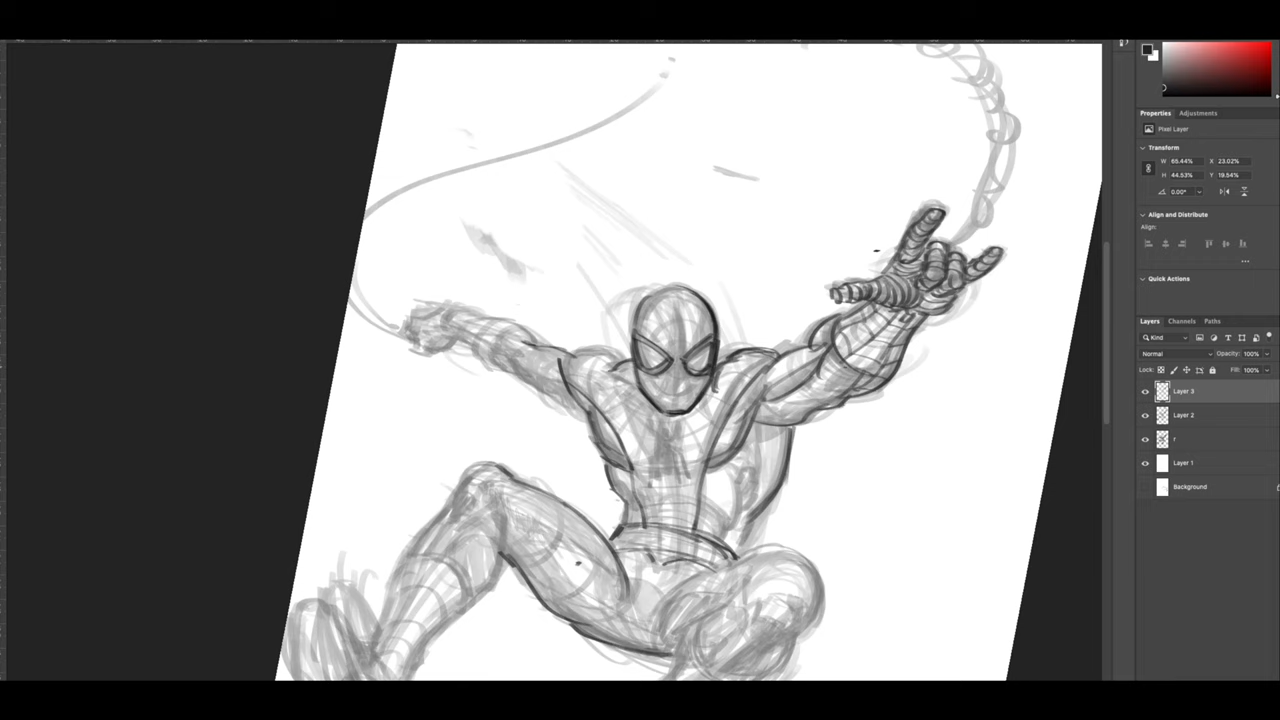 Properties Adjustments
Pixel Layer
Transform
W 65.44% X 23.02%
H 44.53% Y 19.54%
0.00°
Align and Distribute
Align:
Quick Actions
Layers Channels Paths
Kind
Normal Opacity: 100%
Lock: Fill: 100%
Layer 3
Layer 2
r
Layer 1
Background